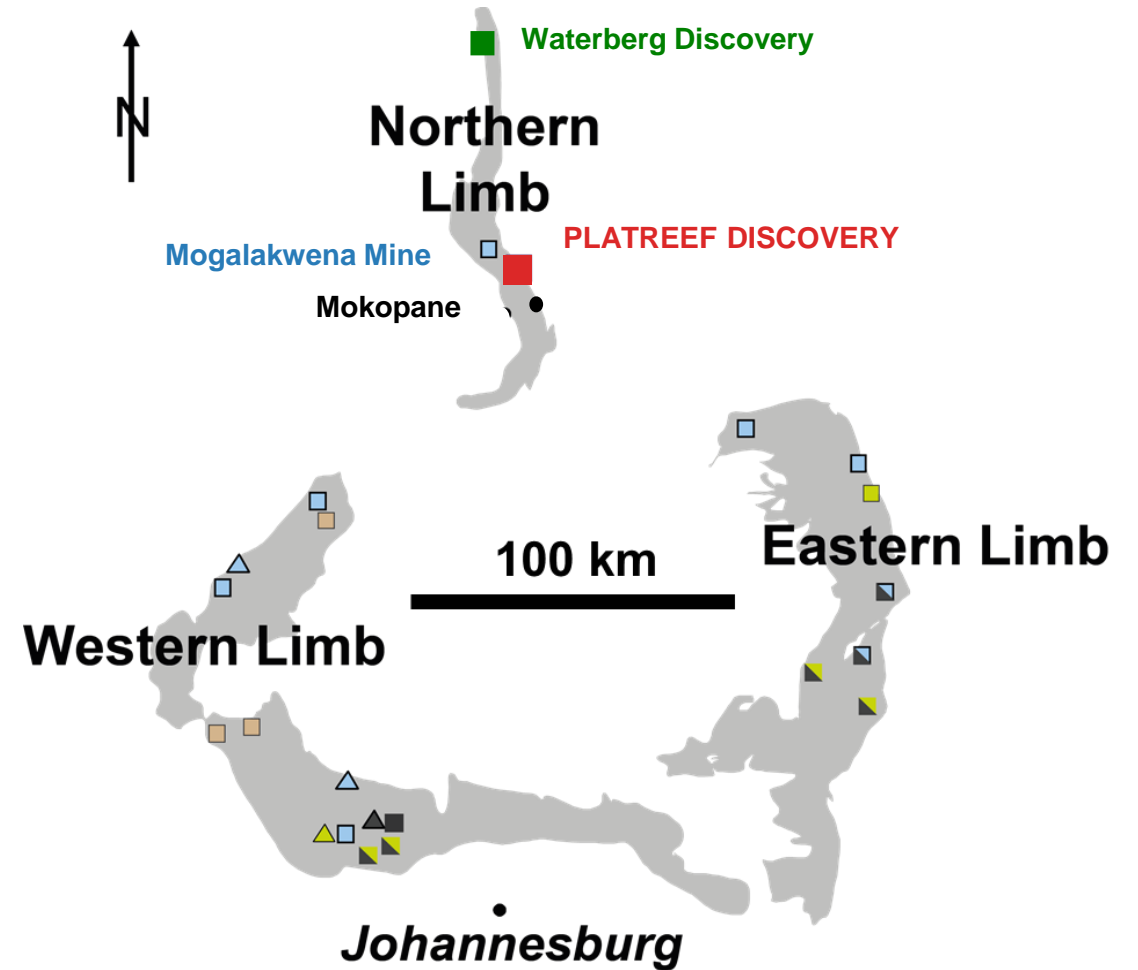 Waterberg Discovery
N
Northern
Limb
PLATREEF DISCOVERY
Mogalakwena Mine
Mokopane
Eastern Limb
100 km
Western Limb
Johannesburg